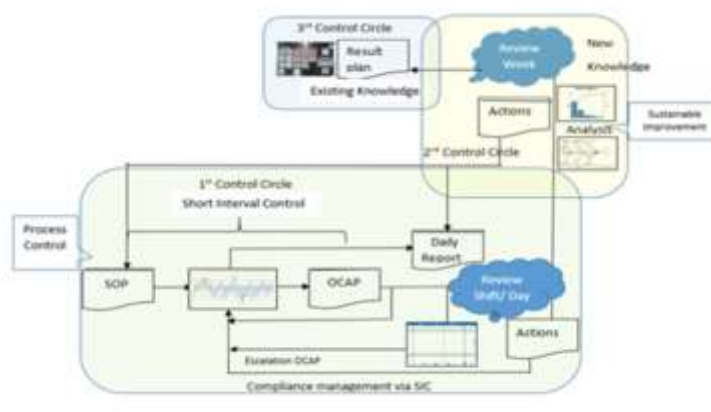 3rd Control Circle
Result
plan
Existing Knowledge
Review
Week
New
Knowledge
Actions
Analysis
Sustainable
Improvement
2nd Control Circle
1st Control Circle
Short Interval Control
Process
Control
SOP
OCAP
Daily
Report
Review
Shift/ Day
Actions
Escalation OCAP
Compliance management via SIC